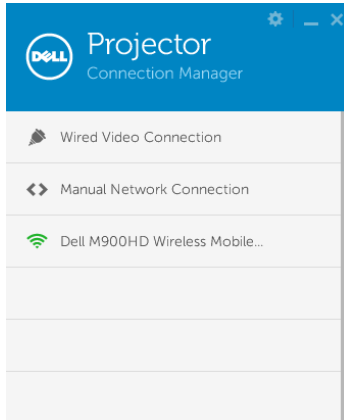 DELL
Projector
Connection Manager
Wired Video Connection
Manual Network Connection
Dell M900HD Wireless Mobile...